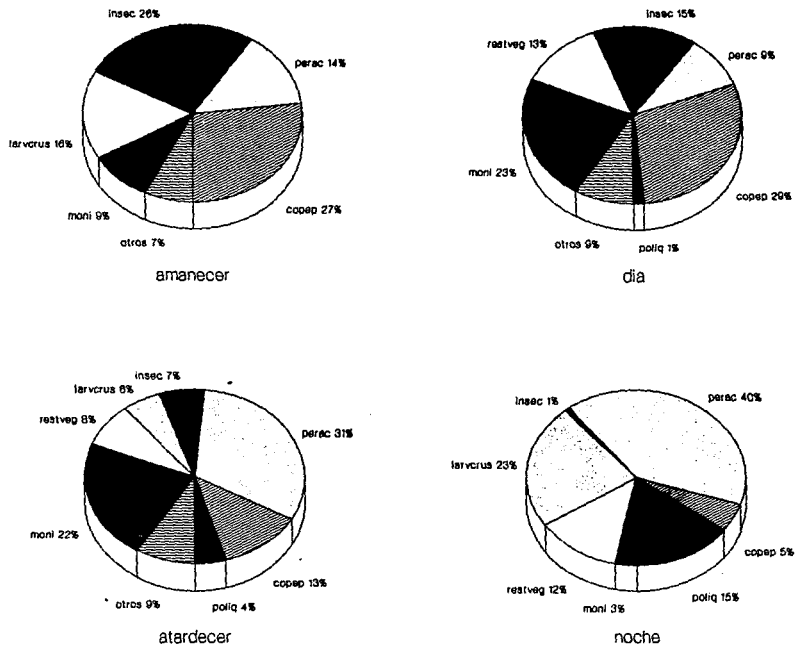 insec 26%
perac 14%
larvcrus 16%
moni 9%
otros 7%
copep 27%
amanecer
insec 15%
restveg 13%
perac 9%
moni 23%
copep 29%
otros 9%
poliq 1%
dia
insec 7%
larvcrus 6%
restveg 8%
perac 31%
moni 22%
copep 13%
otros 9%
poliq 4%
atardecer
perac 40%
insec 1%
larvcrus 23%
copep 5%
restveg 12%
poliq 15%
moni 3%
noche